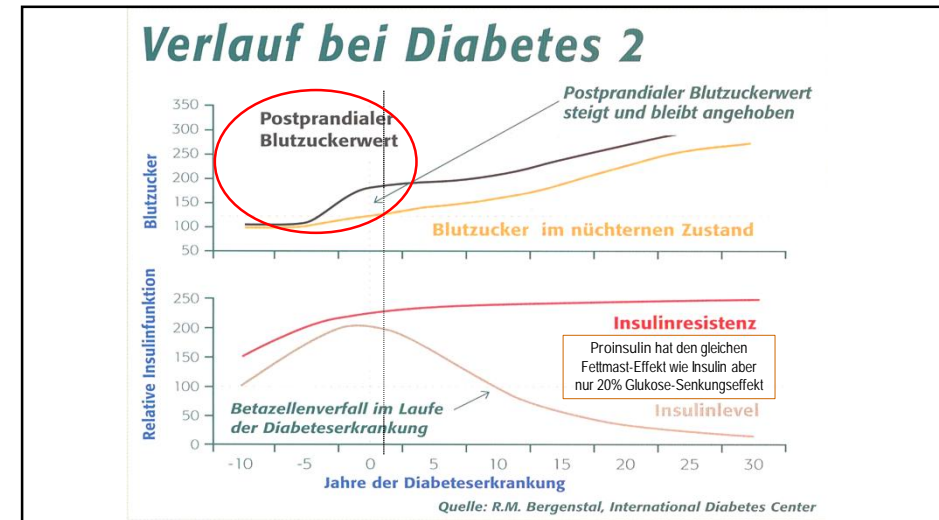 Verlauf bei Diabetes 2
Postprandialer Blutzuckerwert
steigt und bleibt angehoben
Postprandialer
Blutzuckerwert
Blutzucker
350
300
250
200
150
100
50
Blutzucker im nüchternen Zustand
Relative Insulinfunktion
250
200
150
100
50
0
Insulinresistenz
Proinsulin hat den gleichen
Fettmast-Effekt wie Insulin aber
nur 20% Glukose-Senkungseffekt
Insulinlevel
Betazellenverfall im Laufe
der Diabeteserkrankung
-10 -5 0 5 10 15 20 25 30
Jahre der Diabeteserkrankung
Quelle: R.M. Bergenstal, International Diabetes Center